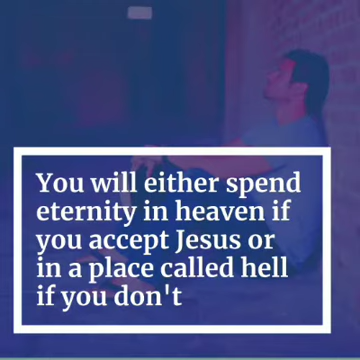 You will either spend
eternity in heaven if
you accept Jesus or
in a place called hell
if you don't